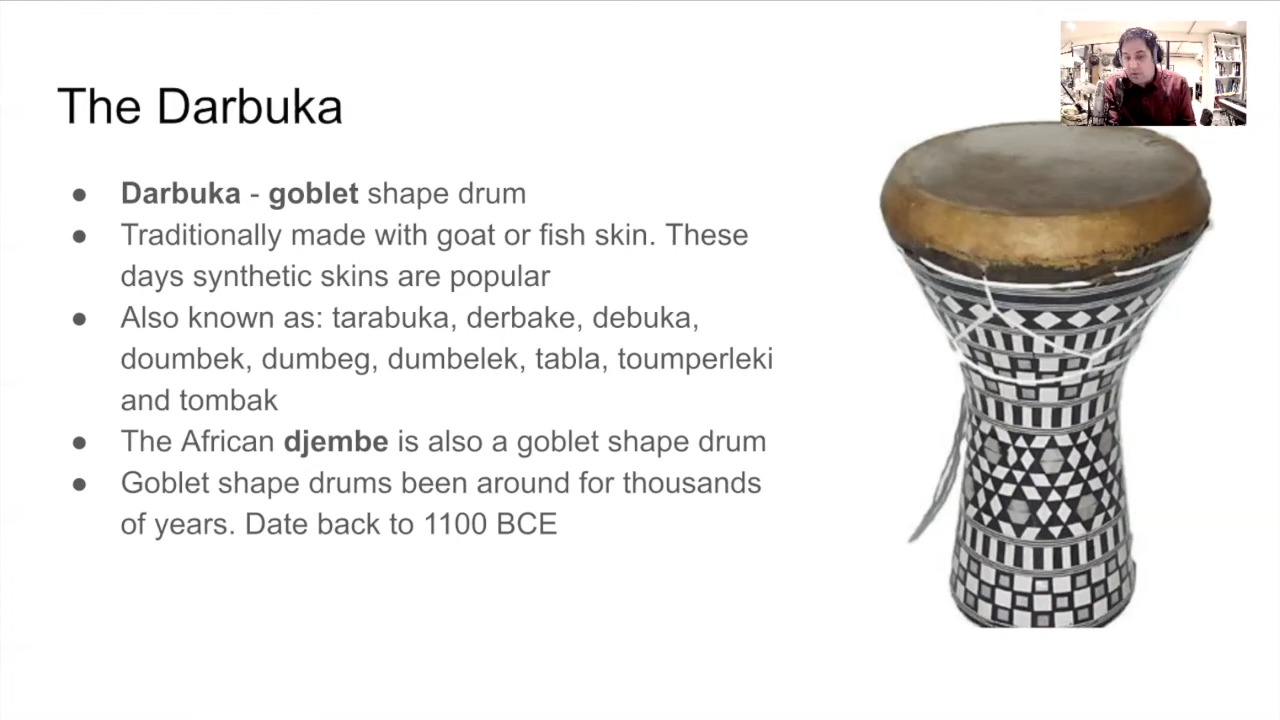 The Darbuka
● Darbuka - goblet shape drum
● Traditionally made with goat or fish skin. These
days synthetic skins are popular
● Also known as: tarabuka, derbake, debuka,
doumbek, dumbeg, dumbelek, tabla, toumperleki
and tombak
● The African djembe is also a goblet shape drum
● Goblet shape drums been around for thousands
of years. Date back to 1100 BCE